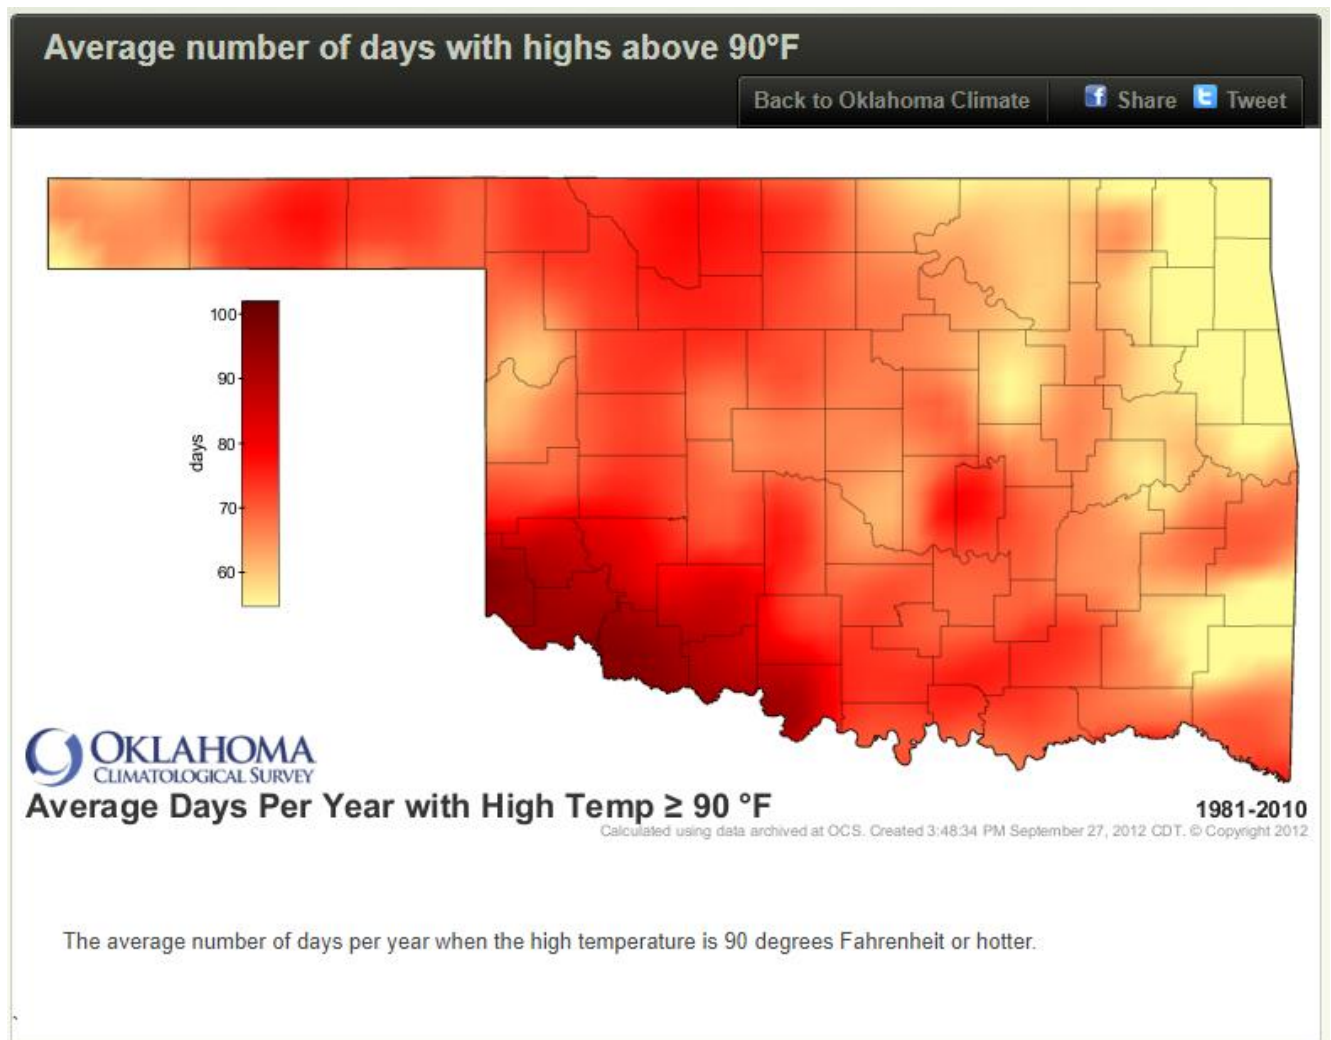 Average number of days with highs above 90°F
Back to Oklahoma Climate
Share
Tweet
100
90
80
70
60
days
OKLAHOMA
CLIMATOLOGICAL SURVEY
Average Days Per Year with High Temp ≥ 90 °F
1981-2010
Calculated using data archived at OCS. Created 3:48:34 PM September 27, 2012 CDT. © Copyright 2012
The average number of days per year when the high temperature is 90 degrees Fahrenheit or hotter.